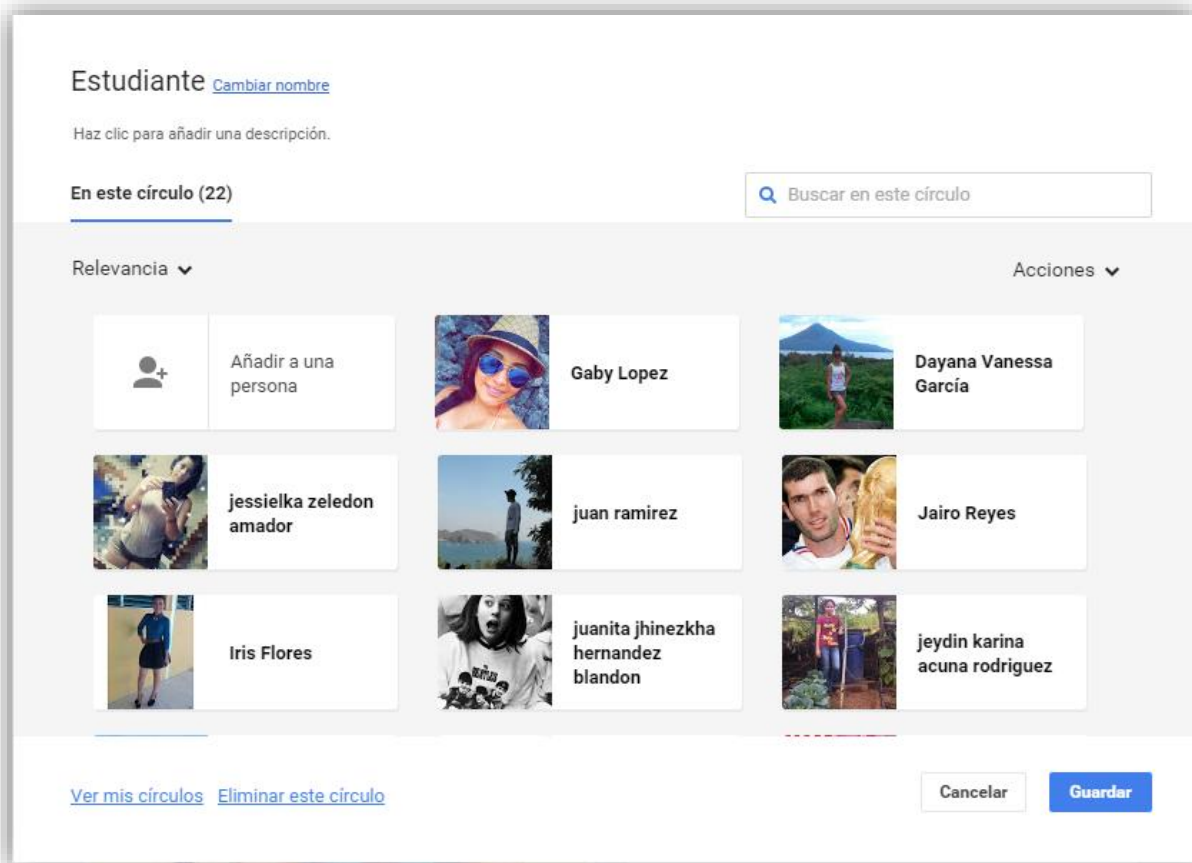 Estudiante Cambiar nombre
Haz clic para añadir una descripción.
En este círculo (22)
Buscar en este círculo
Relevancia
Acciones
Añadir a una
persona
Gaby Lopez
Dayana Vanessa
García
jessielka zeledon
amador
juan ramirez
Jairo Reyes
Iris Flores
juanita jhinezkha
hernandez
blandon
jeydin karina
acuna rodriguez
Ver mis círculos Eliminar este círculo
Cancelar
Guardar